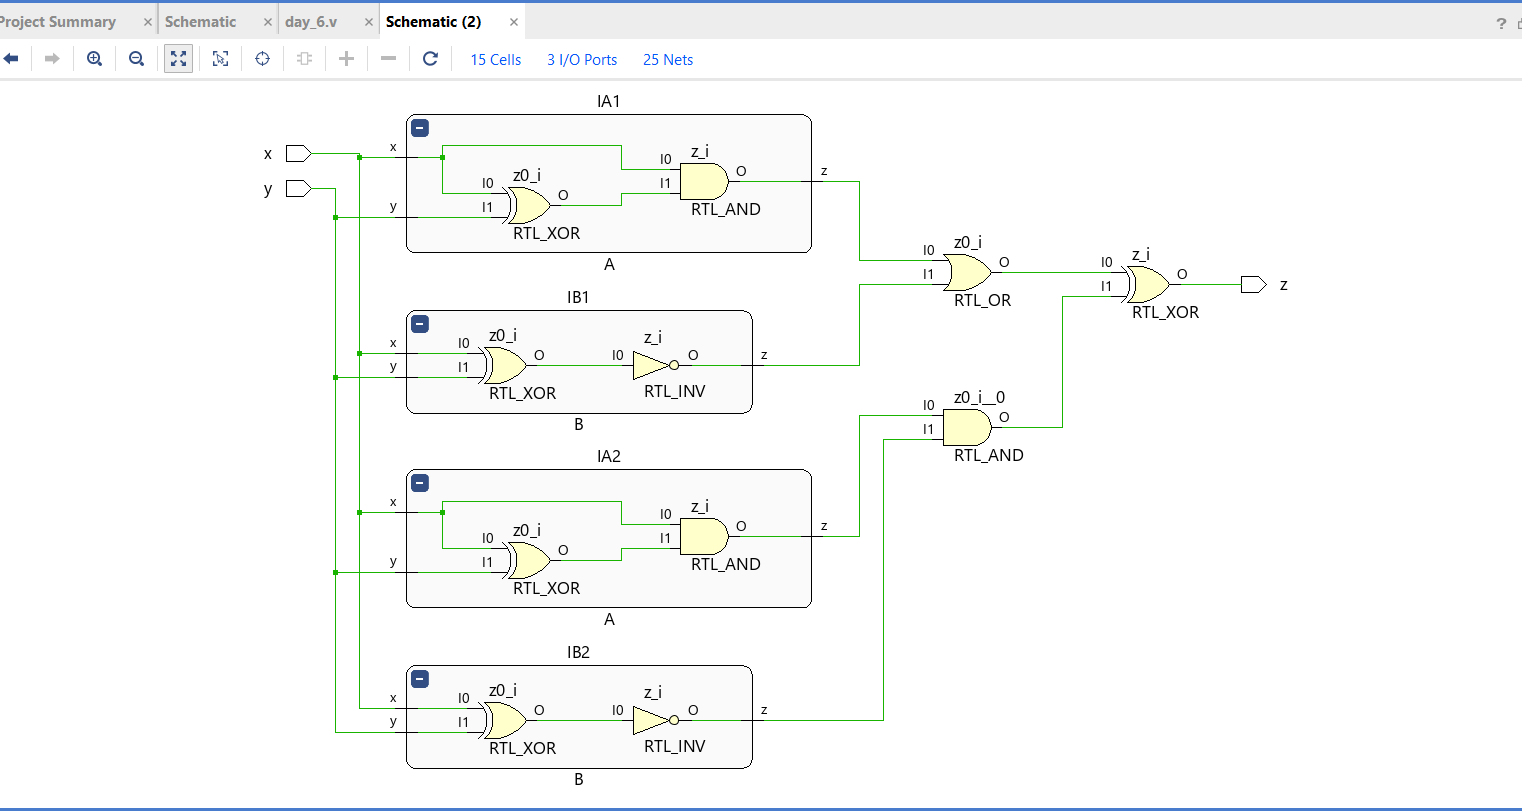 Project Summary × Schematic × day_6.v × Schematic (2) × ?
15 Cells 3 I/O Ports 25 Nets
IA1
x
y
x
y
I0
I1
z0_i
O
RTL_XOR
I0
I1
z_i
O
RTL_AND
z
A
IB1
x
y
I0
I1
z0_i
O
RTL_XOR
I0
z_i
O
RTL_INV
z
B
IA2
x
y
I0
I1
z0_i
O
RTL_XOR
I0
I1
z_i
O
RTL_AND
z
A
IB2
x
y
I0
I1
z0_i
O
RTL_XOR
I0
z_i
O
RTL_INV
z
B
I0
I1
z0_i
O
RTL_OR
I0
I1
z0_i__0
O
RTL_AND
I0
I1
z_i
O
RTL_XOR
z